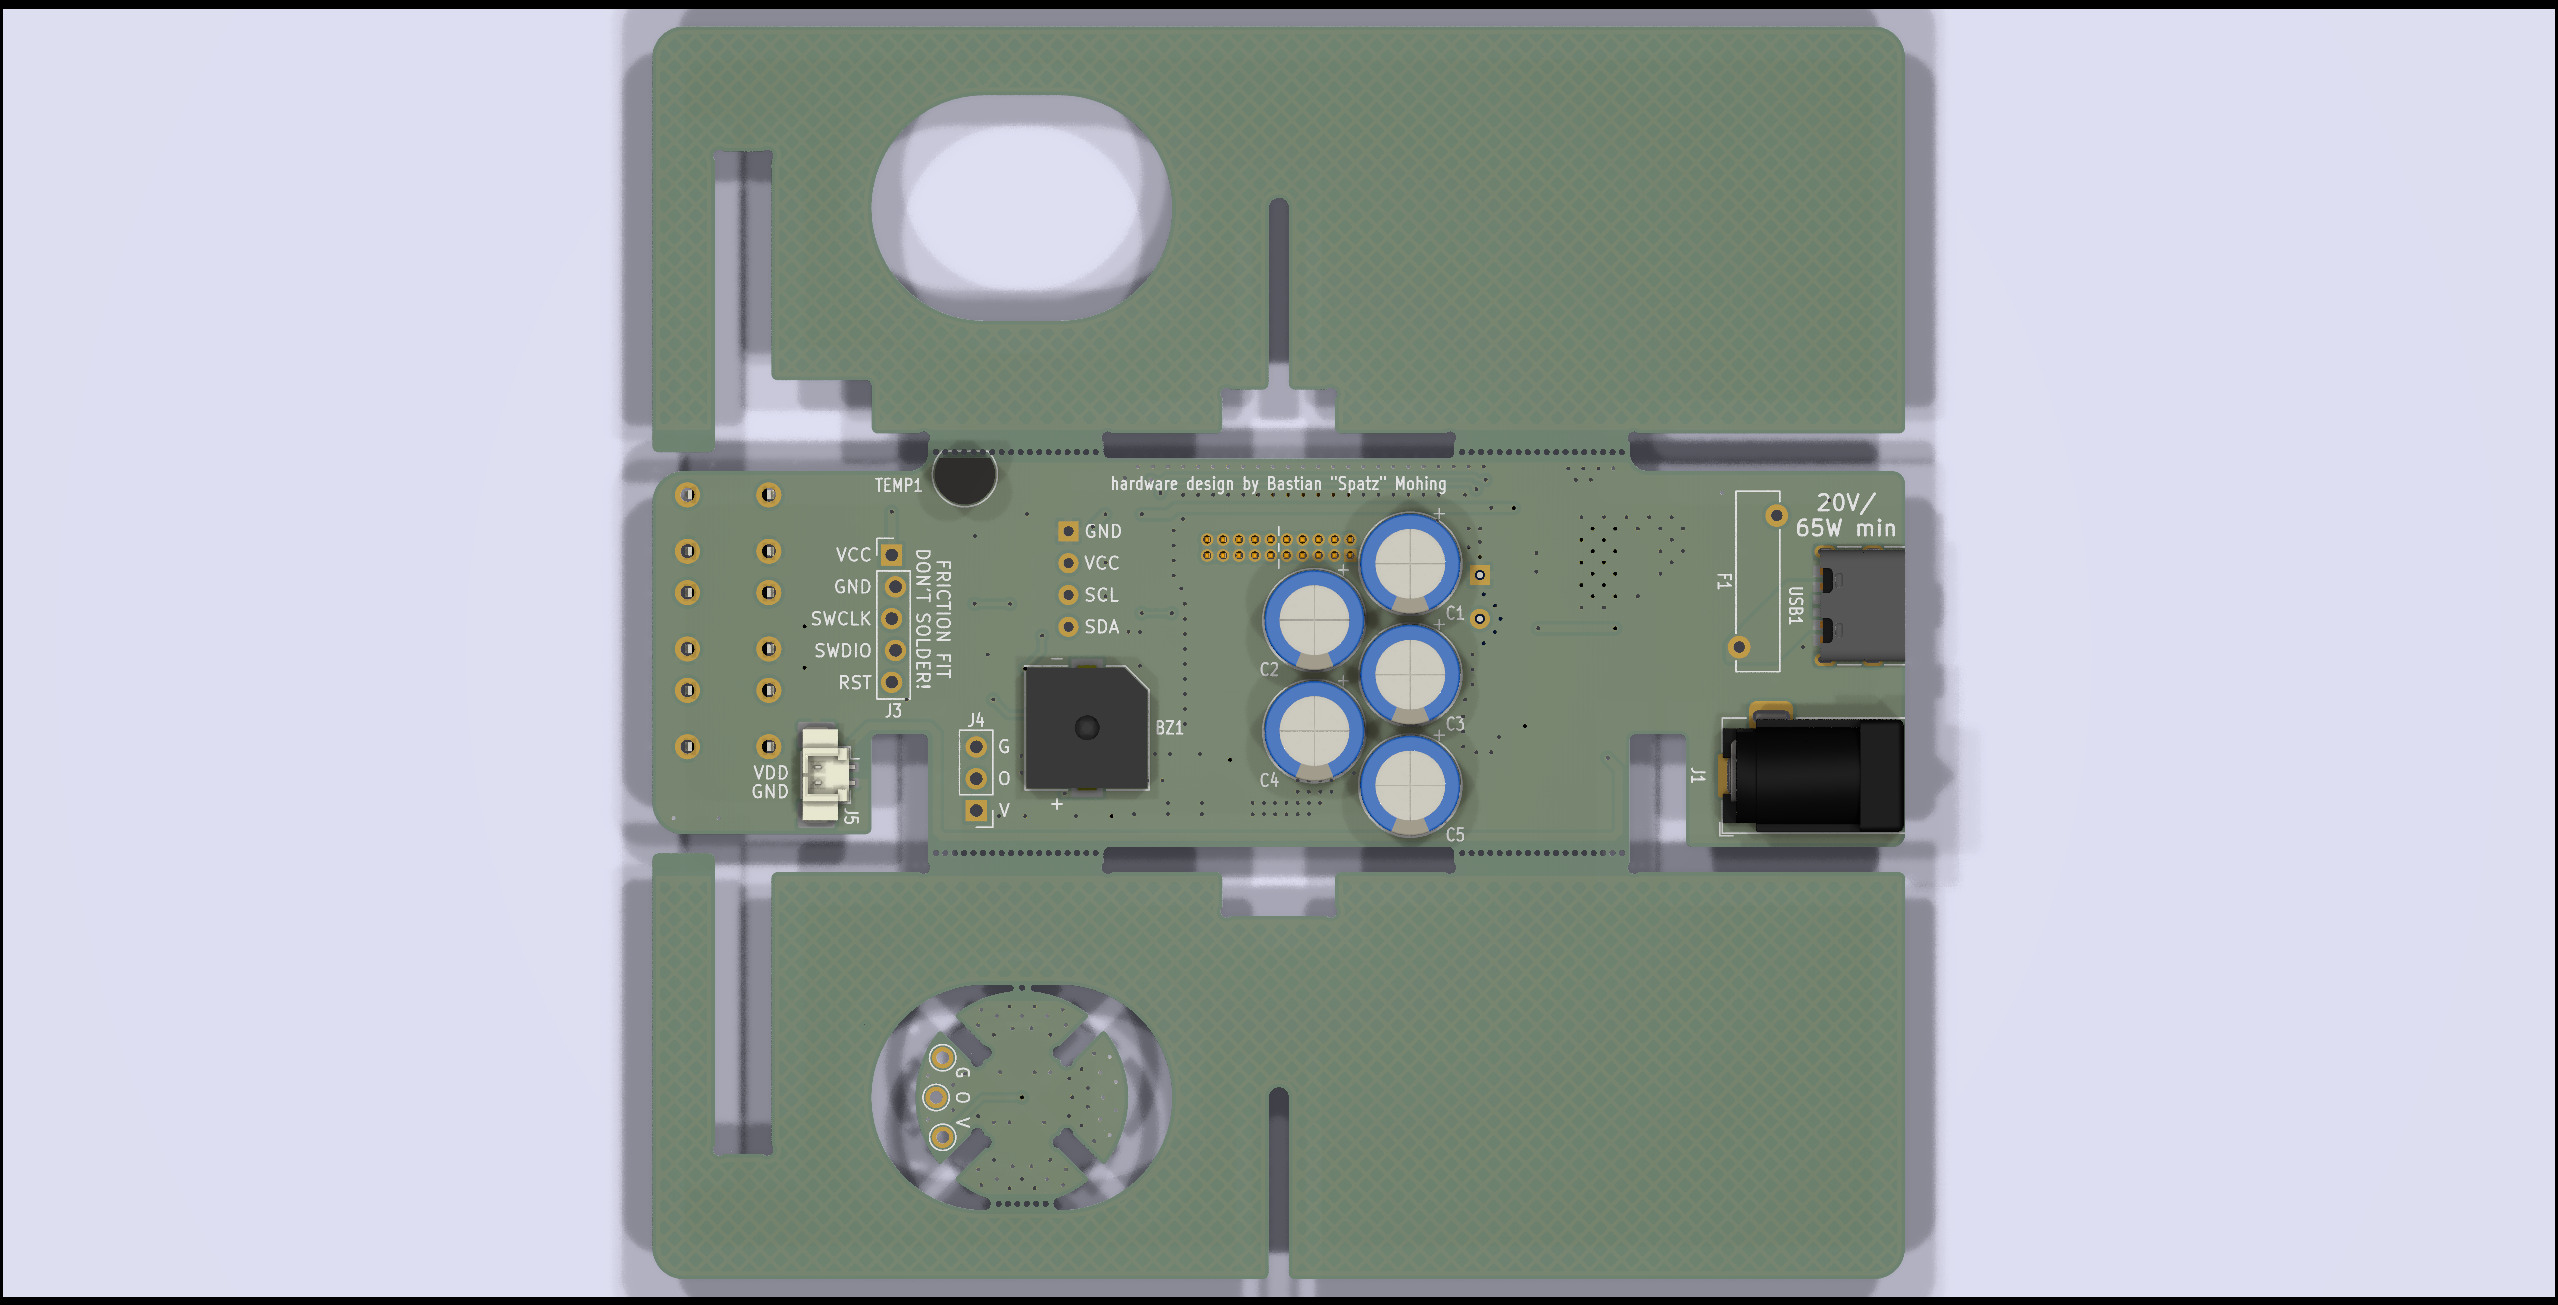 TEMP1
hardware design by Bastian "Spatz" Mohing
20V/
65W min
GND
VCC
SCL
SDA
VCC
GND
SWCLK
SWDIO
RST
J3
FRICTION FIT
DON'T SOLDER!
+
C1
+
C2
+
C3
+
C4
+
C5
F1
USB1
J1
−
BZ1
+
J4
G
O
V
VDD
GND
J5
G
O
V